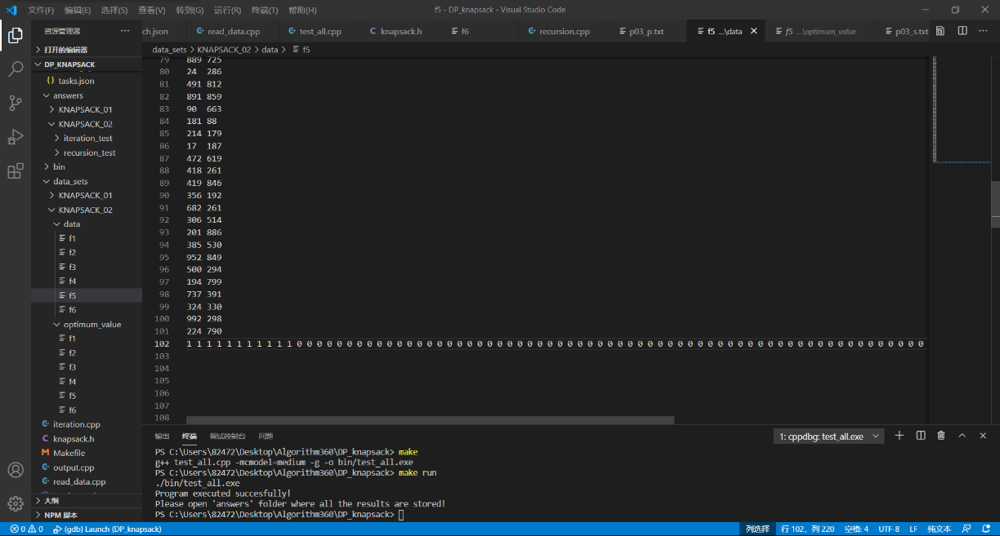 文件(F) 编辑(E) 选择(S) 查看(V) 转到(G) 运行(R) 终端(T) 帮助(H) f5 - DP_knapsack - Visual Studio Code
资源管理器 ···
打开的编辑器
DP_KNAPSACK
tasks.json
answers
KNAPSACK_01
KNAPSACK_02
iteration_test
recursion_test
bin
data_sets
KNAPSACK_01
KNAPSACK_02
data
f1
f2
f3
f4
f5
f6
optimum_value
f1
f2
f3
f4
f5
f6
iteration.cpp
knapsack.h
Makefile
output.cpp
read_data.cpp
大纲
NPM 脚本
ch.json read_data.cpp test_all.cpp knapsack.h f6 recursion.cpp p03_p.txt f5 ...\data f5 ...\optimum_value p03_s.txt
data_sets > KNAPSACK_02 > data > f5
79 889 725
80 24 286
81 491 812
82 891 859
83 90 663
84 181 88
85 214 179
86 17 187
87 472 619
88 418 261
89 419 846
90 356 192
91 682 261
92 306 514
93 201 886
94 385 530
95 952 849
96 500 294
97 194 799
98 737 391
99 324 330
100 992 298
101 224 790
102 1 1 1 1 1 1 1 1 1 1 1 0 0 0 0 0 0 0 0 0 0 0 0 0 0 0 0 0 0 0 0 0 0 0 0 0 0 0 0 0 0 0 0 0 0 0 0 0 0 0 0 0 0 0 0 0 0 0 0 0 0 0 0 0 0 0 0 0 0 0 0 0 0 0
103
104
105
106
107
108
输出 终端 调试控制台 问题 1: cppdbg: test_all.exe
PS C:\Users\82472\Desktop\Algorithm360\DP_knapsack> make
g++ test_all.cpp -mcmodel=medium -g -o bin/test_all.exe
PS C:\Users\82472\Desktop\Algorithm360\DP_knapsack> make run
./bin/test_all.exe
Program executed succesfully!
Please open 'answers' folder where all the results are stored!
PS C:\Users\82472\Desktop\Algorithm360\DP_knapsack>
0 0 (gdb) Launch (DP_knapsack) 列选择 行 102，列 220 空格: 4 UTF-8 LF 纯文本